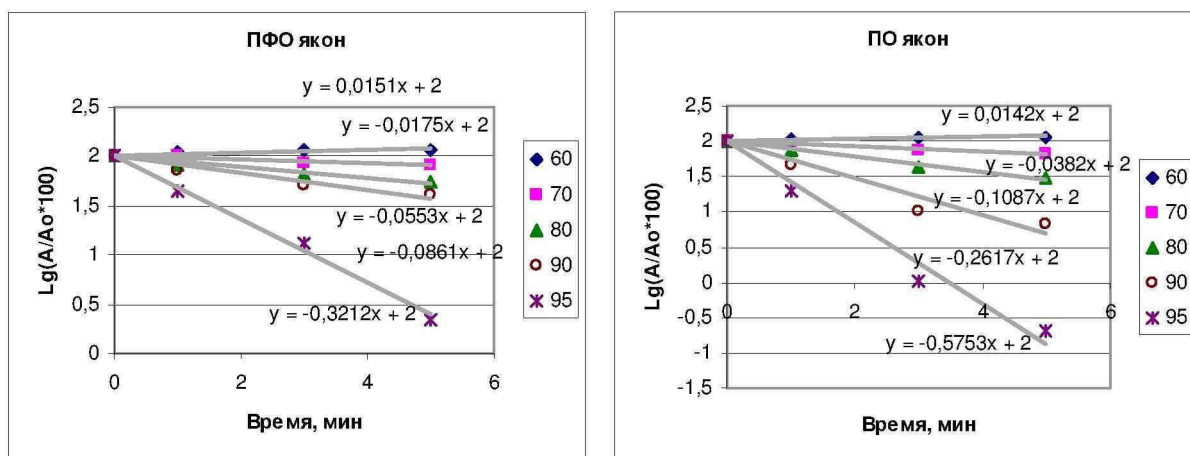 ПФО якон
y = 0,0151x + 2
y = -0,0175x + 2
y = -0,0553x + 2
y = -0,0861x + 2
y = -0,3212x + 2
Lg(A/Ao*100)
2,5
2
1,5
1
0,5
0
0 2 4 6
Время, мин
60
70
80
90
95
ПО якон
y = 0,0142x + 2
y = -0,0382x + 2
y = -0,1087x + 2
y = -0,2617x + 2
y = -0,5753x + 2
Lg(A/Ao*100)
2,5
2
1,5
1
0,5
0
-0,5
-1
-1,5
0 2 4 6
Время, мин
60
70
80
90
95